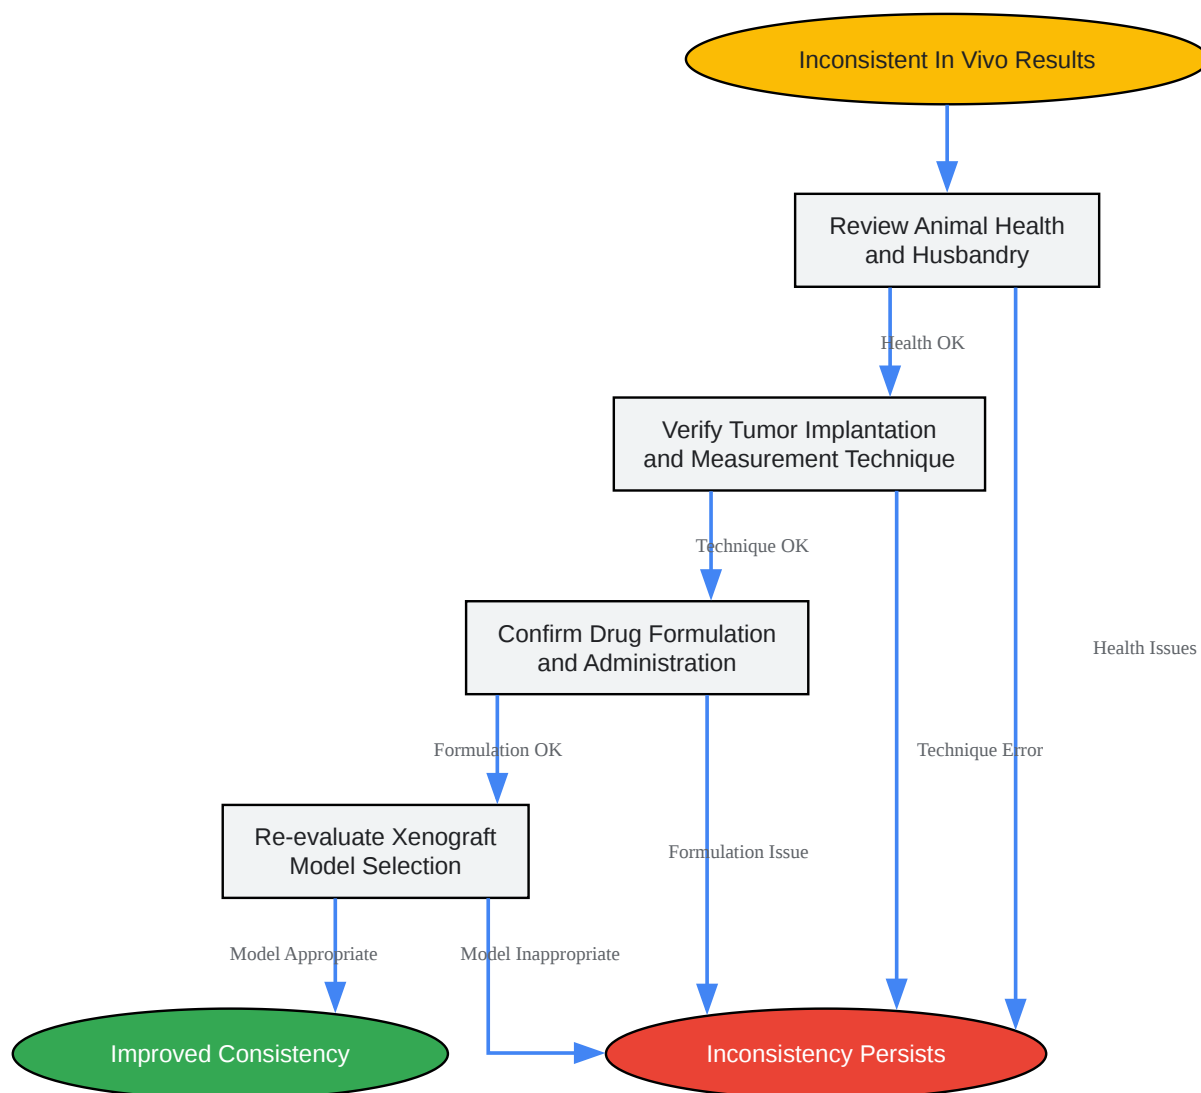 Inconsistent In Vivo Results
Review Animal Health
and Husbandry
Health OK
Verify Tumor Implantation
and Measurement Technique
Technique OK
Confirm Drug Formulation
and Administration
Health Issues
Formulation OK
Technique Error
Re-evaluate Xenograft
Model Selection
Formulation Issue
Model Appropriate
Model Inappropriate
Improved Consistency
Inconsistency Persists